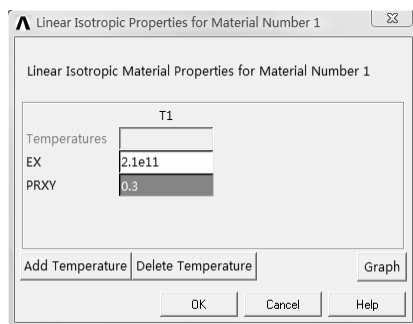 Linear Isotropic Properties for Material Number 1
Linear Isotropic Material Properties for Material Number 1
T1
Temperatures
EX 2.1e11
PRXY 0.3
Add Temperature Delete Temperature Graph
OK Cancel Help